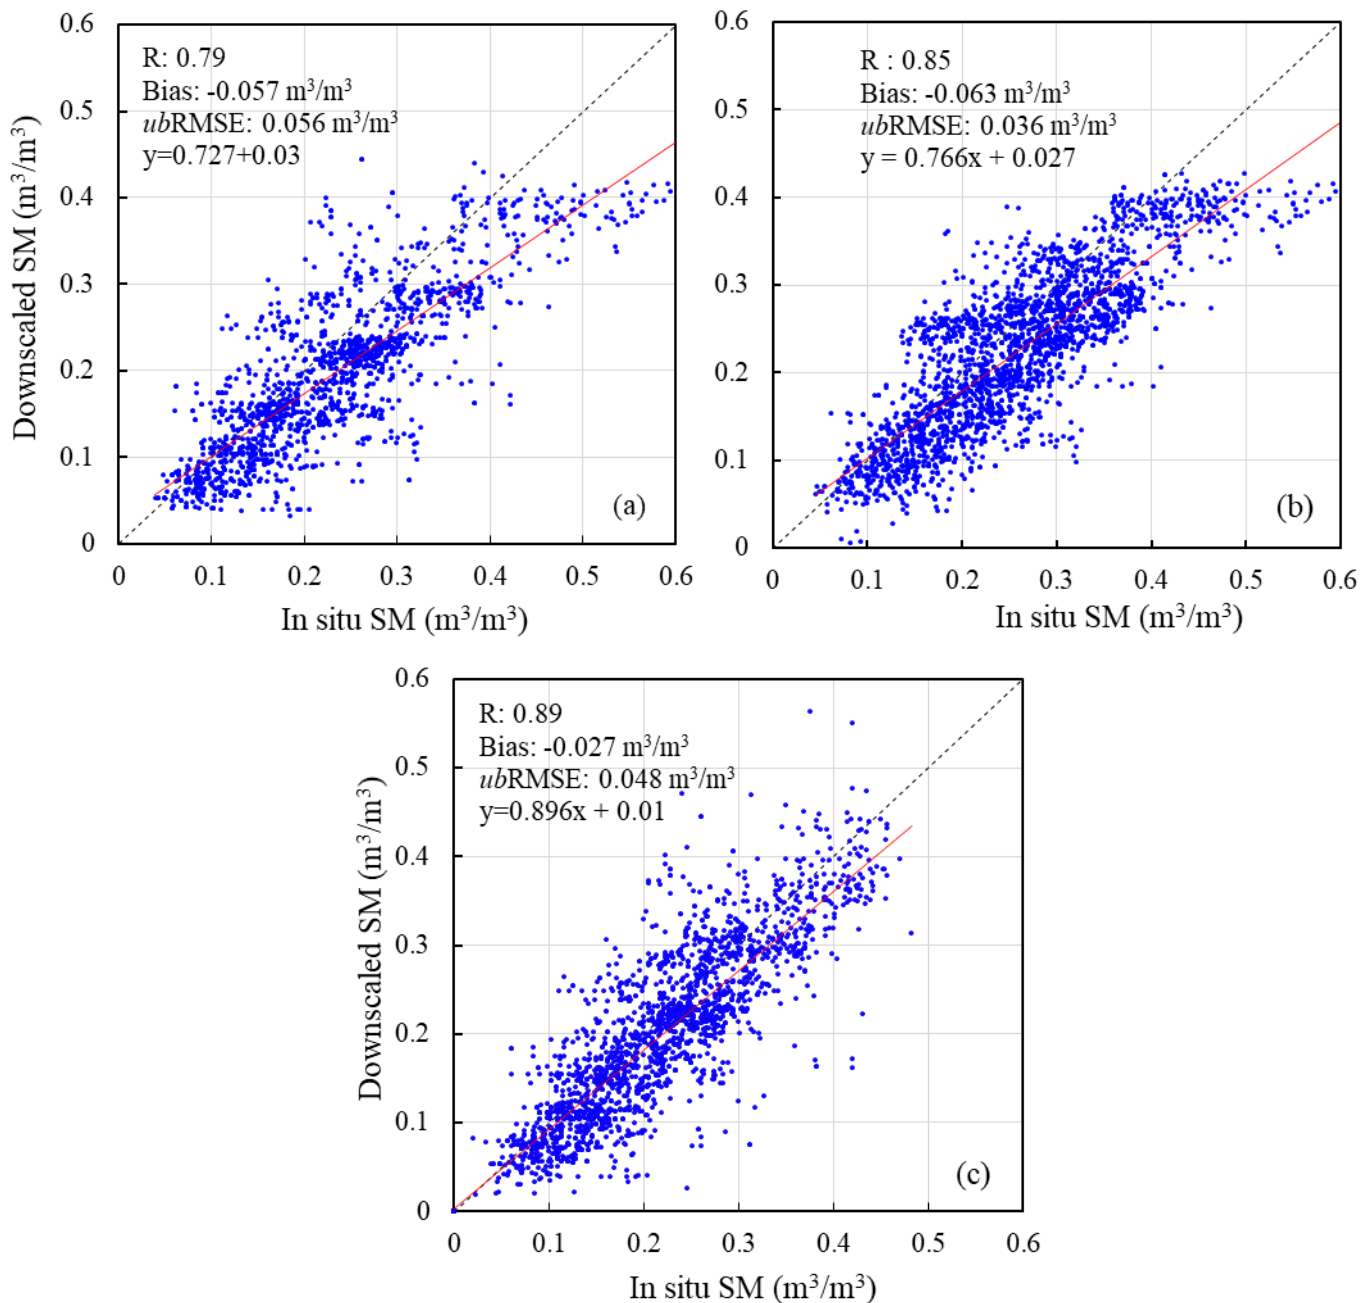 R: 0.79
Bias: -0.057 m³/m³
ubRMSE: 0.056 m³/m³
y=0.727+0.03
Downscaled SM (m³/m³)
0.6
0.5
0.4
0.3
0.2
0.1
0
(a)
0 0.1 0.2 0.3 0.4 0.5 0.6
In situ SM (m³/m³)
R : 0.85
Bias: -0.063 m³/m³
ubRMSE: 0.036 m³/m³
y = 0.766x + 0.027
0.6
0.5
0.4
0.3
0.2
0.1
0
(b)
0 0.1 0.2 0.3 0.4 0.5 0.6
In situ SM (m³/m³)
R: 0.89
Bias: -0.027 m³/m³
ubRMSE: 0.048 m³/m³
y=0.896x + 0.01
Downscaled SM (m³/m³)
0.6
0.5
0.4
0.3
0.2
0.1
0
(c)
0 0.1 0.2 0.3 0.4 0.5 0.6
In situ SM (m³/m³)